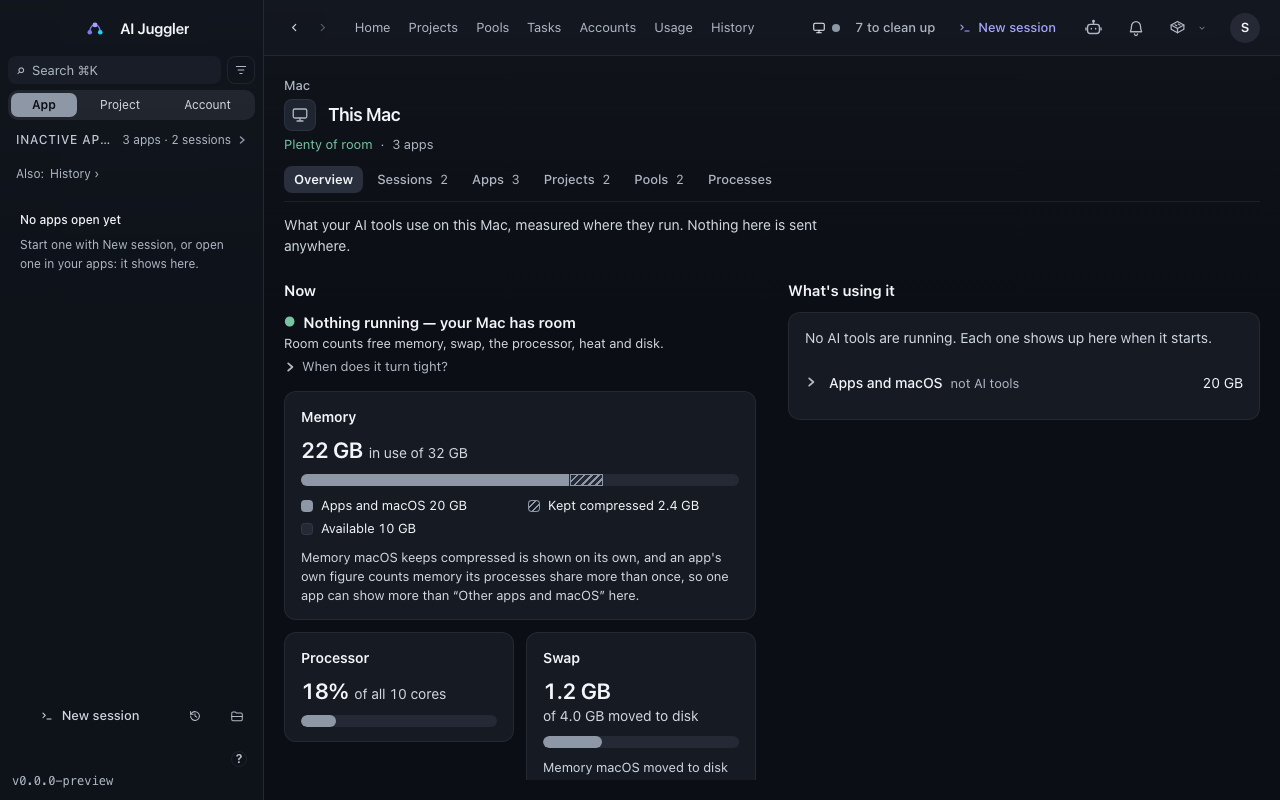 AI Juggler
Home Projects Pools Tasks Accounts Usage History
7 to clean up
New session
S
Search ⌘K
App Project Account
INACTIVE AP… 3 apps · 2 sessions
Also: History ›
No apps open yet
Start one with New session, or open
one in your apps: it shows here.
New session
?
v0.0.0-preview
Mac
This Mac
Plenty of room · 3 apps
Overview Sessions 2 Apps 3 Projects 2 Pools 2 Processes
What your AI tools use on this Mac, measured where they run. Nothing here is sent
anywhere.
Now
Nothing running — your Mac has room
Room counts free memory, swap, the processor, heat and disk.
When does it turn tight?
Memory
22 GB in use of 32 GB
Apps and macOS 20 GB
Kept compressed 2.4 GB
Available 10 GB
Memory macOS keeps compressed is shown on its own, and an app's
own figure counts memory its processes share more than once, so one
app can show more than “Other apps and macOS” here.
Processor
18% of all 10 cores
Swap
1.2 GB
of 4.0 GB moved to disk
Memory macOS moved to disk
What's using it
No AI tools are running. Each one shows up here when it starts.
Apps and macOS not AI tools 20 GB